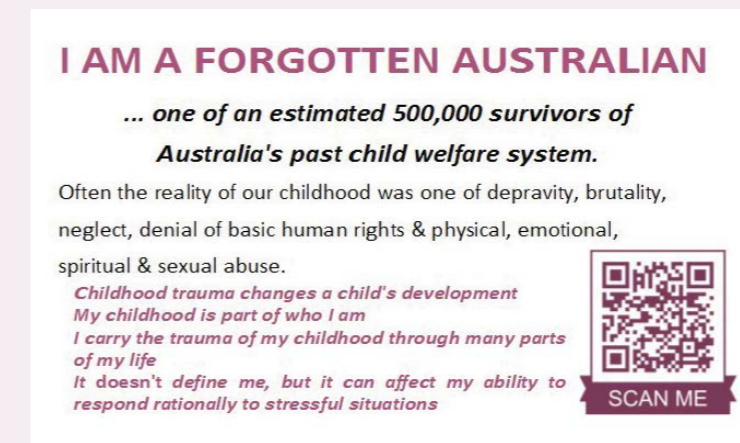 I AM A FORGOTTEN AUSTRALIAN
... one of an estimated 500,000 survivors of
Australia's past child welfare system.
Often the reality of our childhood was one of depravity, brutality,
neglect, denial of basic human rights & physical, emotional,
spiritual & sexual abuse.
Childhood trauma changes a child's development
My childhood is part of who I am
I carry the trauma of my childhood through many parts
of my life
It doesn't define me, but it can affect my ability to
respond rationally to stressful situations
SCAN ME